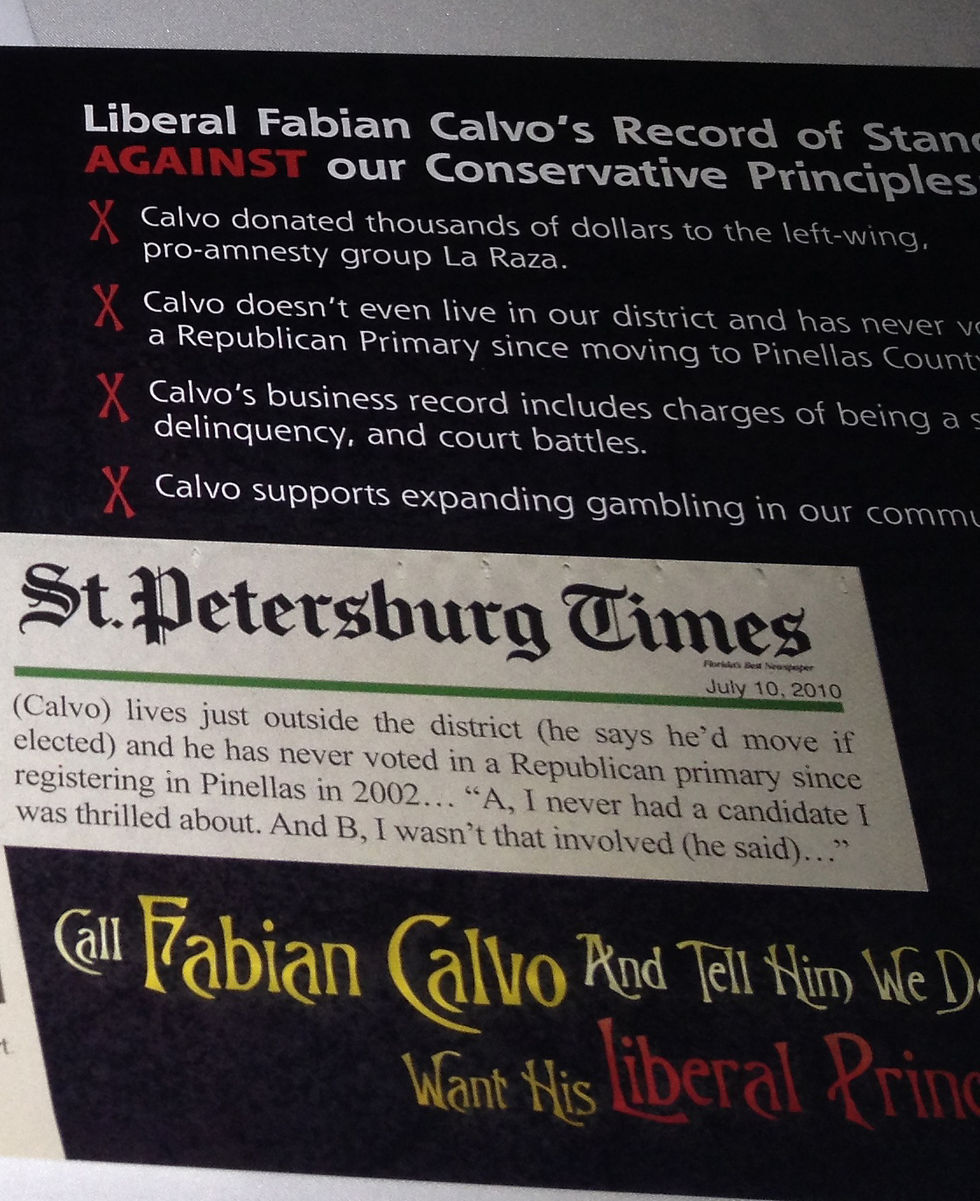 Liberal Fabian Calvo's Record of Stan
AGAINST our Conservative Principles
X Calvo donated thousands of dollars to the left-wing,
pro-amnesty group La Raza.
X Calvo doesn't even live in our district and has never v
a Republican Primary since moving to Pinellas Count
X Calvo's business record includes charges of being a s
delinquency, and court battles.
X Calvo supports expanding gambling in our commu
St. Petersburg Times
Florida's Best Newspaper
July 10, 2010
(Calvo) lives just outside the district (he says he'd move if
elected) and he has never voted in a Republican primary since
registering in Pinellas in 2002... “A, I never had a candidate I
was thrilled about. And B, I wasn't that involved (he said)...”
Call Fabian Calvo And Tell Him We D
t.
Want His Liberal Princ